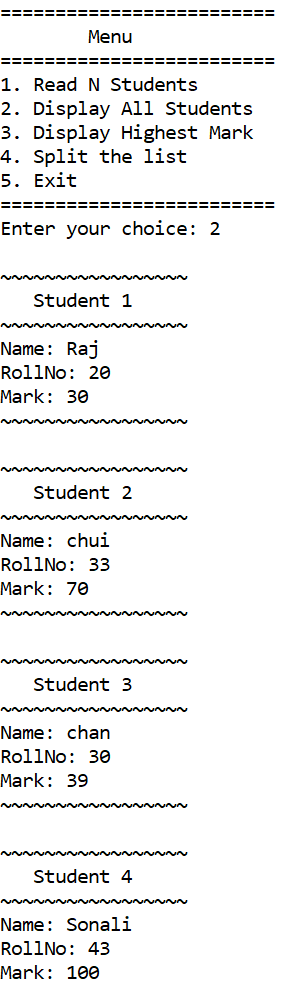 =========================
        Menu
=========================
1. Read N Students
2. Display All Students
3. Display Highest Mark
4. Split the list
5. Exit
=========================
Enter your choice: 2

~~~~~~~~~~~~~~~~~
   Student 1
~~~~~~~~~~~~~~~~~
Name: Raj
RollNo: 20
Mark: 30
~~~~~~~~~~~~~~~~~

~~~~~~~~~~~~~~~~~
   Student 2
~~~~~~~~~~~~~~~~~
Name: chui
RollNo: 33
Mark: 70
~~~~~~~~~~~~~~~~~

~~~~~~~~~~~~~~~~~
   Student 3
~~~~~~~~~~~~~~~~~
Name: chan
RollNo: 30
Mark: 39
~~~~~~~~~~~~~~~~~

~~~~~~~~~~~~~~~~~
   Student 4
~~~~~~~~~~~~~~~~~
Name: Sonali
RollNo: 43
Mark: 100